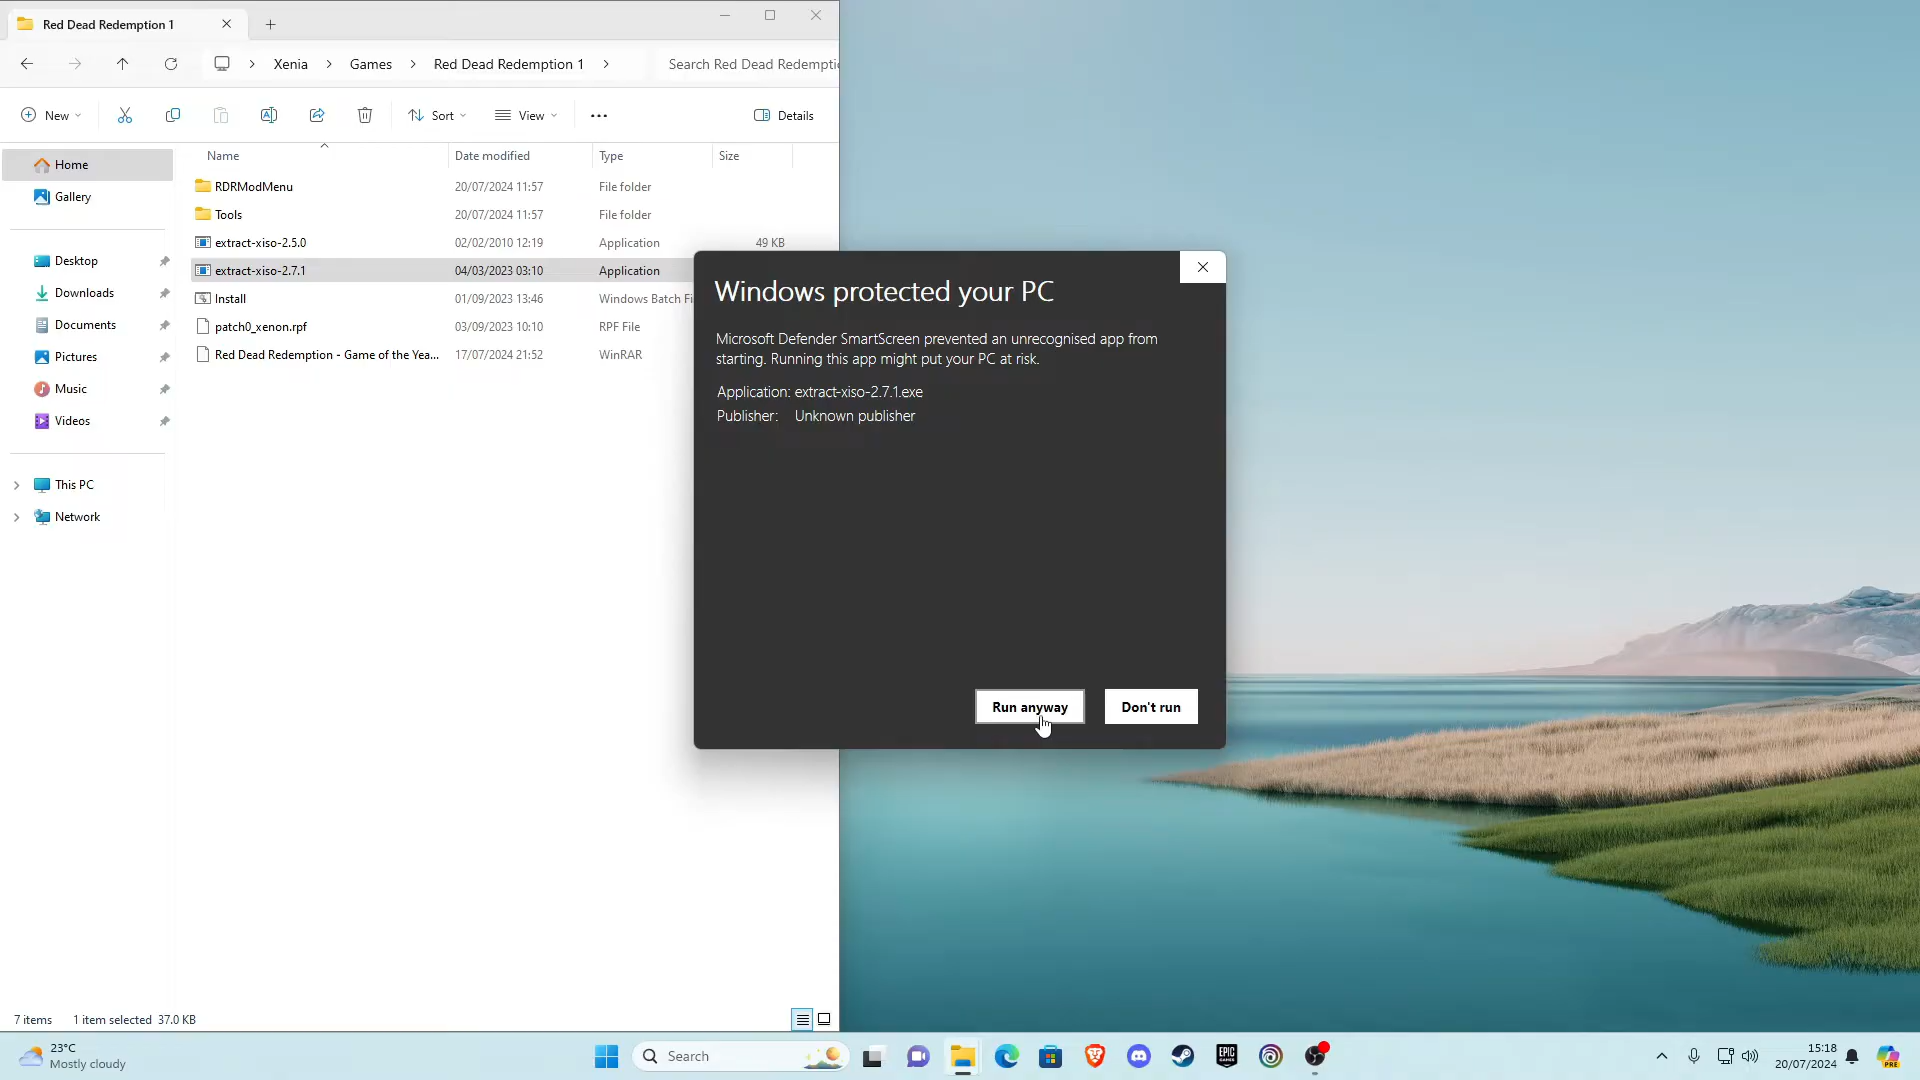 Red Dead Redemption 1
Xenia
Games
Red Dead Redemption 1
Search Red Dead Redemptio
New
Sort
View
Details
Name
Date modified
Type
Size
Home
Gallery
Desktop
Downloads
Documents
Pictures
Music
Videos
This PC
Network
RDRModMenu 20/07/2024 11:57 File folder
Tools 20/07/2024 11:57 File folder
extract-xiso-2.5.0 02/02/2010 12:19 Application 49 KB
extract-xiso-2.7.1 04/03/2023 03:10 Application
Install 01/09/2023 13:46 Windows Batch Fi
patch0_xenon.rpf 03/09/2023 10:10 RPF File
Red Dead Redemption - Game of the Yea... 17/07/2024 21:52 WinRAR
Windows protected your PC
Microsoft Defender SmartScreen prevented an unrecognised app from
starting. Running this app might put your PC at risk.
Application: extract-xiso-2.7.1.exe
Publisher: Unknown publisher
Run anyway
Don't run
7 items 1 item selected 37.0 KB
23°C
Mostly cloudy
Search
EPIC
GAMES
15:18
20/07/2024
PRE